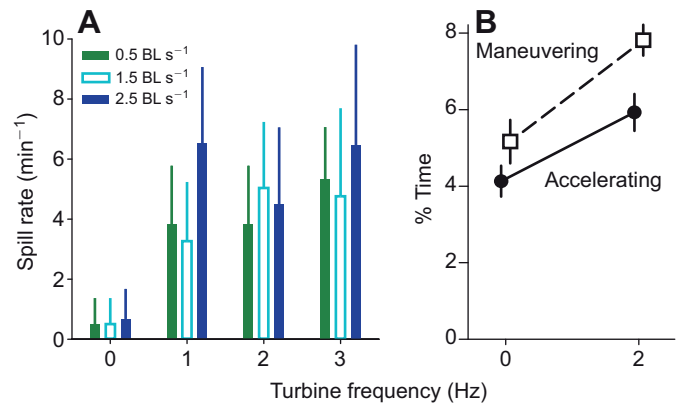 A
10
8
6
4
2
0
Spill rate (min⁻¹)
0.5 BL s⁻¹
1.5 BL s⁻¹
2.5 BL s⁻¹
0 1 2 3
B
8
6
4
2
0
% Time
Maneuvering
Accelerating
0 2
Turbine frequency (Hz)